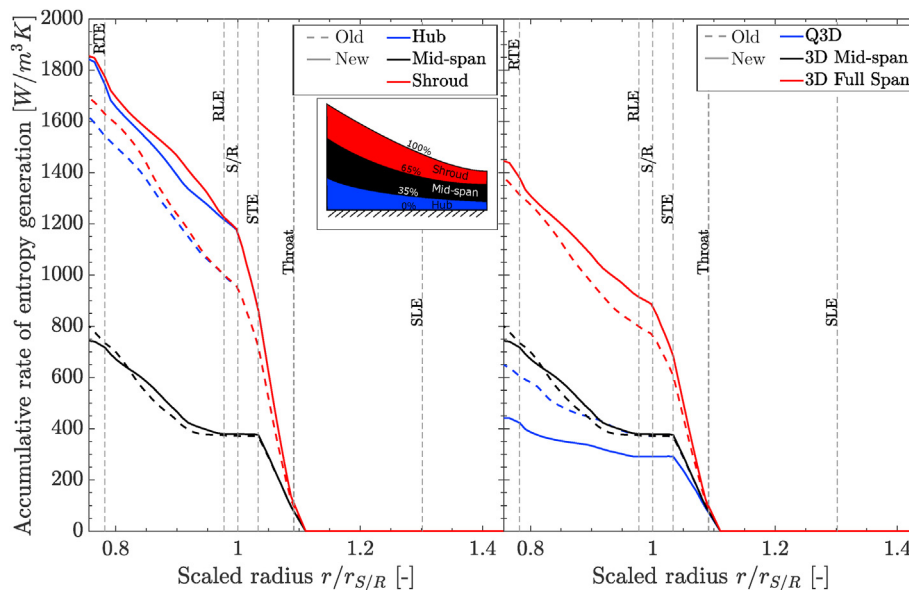 Accumulative rate of entropy generation [W/m³K]
2000
1800
1600
1400
1200
1000
800
600
400
200
0
RTE
RLE
S/R
STE
Throat
SLE
Old
New
Hub
Mid-span
Shroud
100%
Shroud
65%
Mid-span
35%
Hub
0%
0.8
1
1.2
1.4
Scaled radius r/r_{S/R} [-]
RTE
RLE
S/R
STE
Throat
SLE
Old
New
Q3D
3D Mid-span
3D Full Span
0.8
1
1.2
1.4
Scaled radius r/r_{S/R} [-]